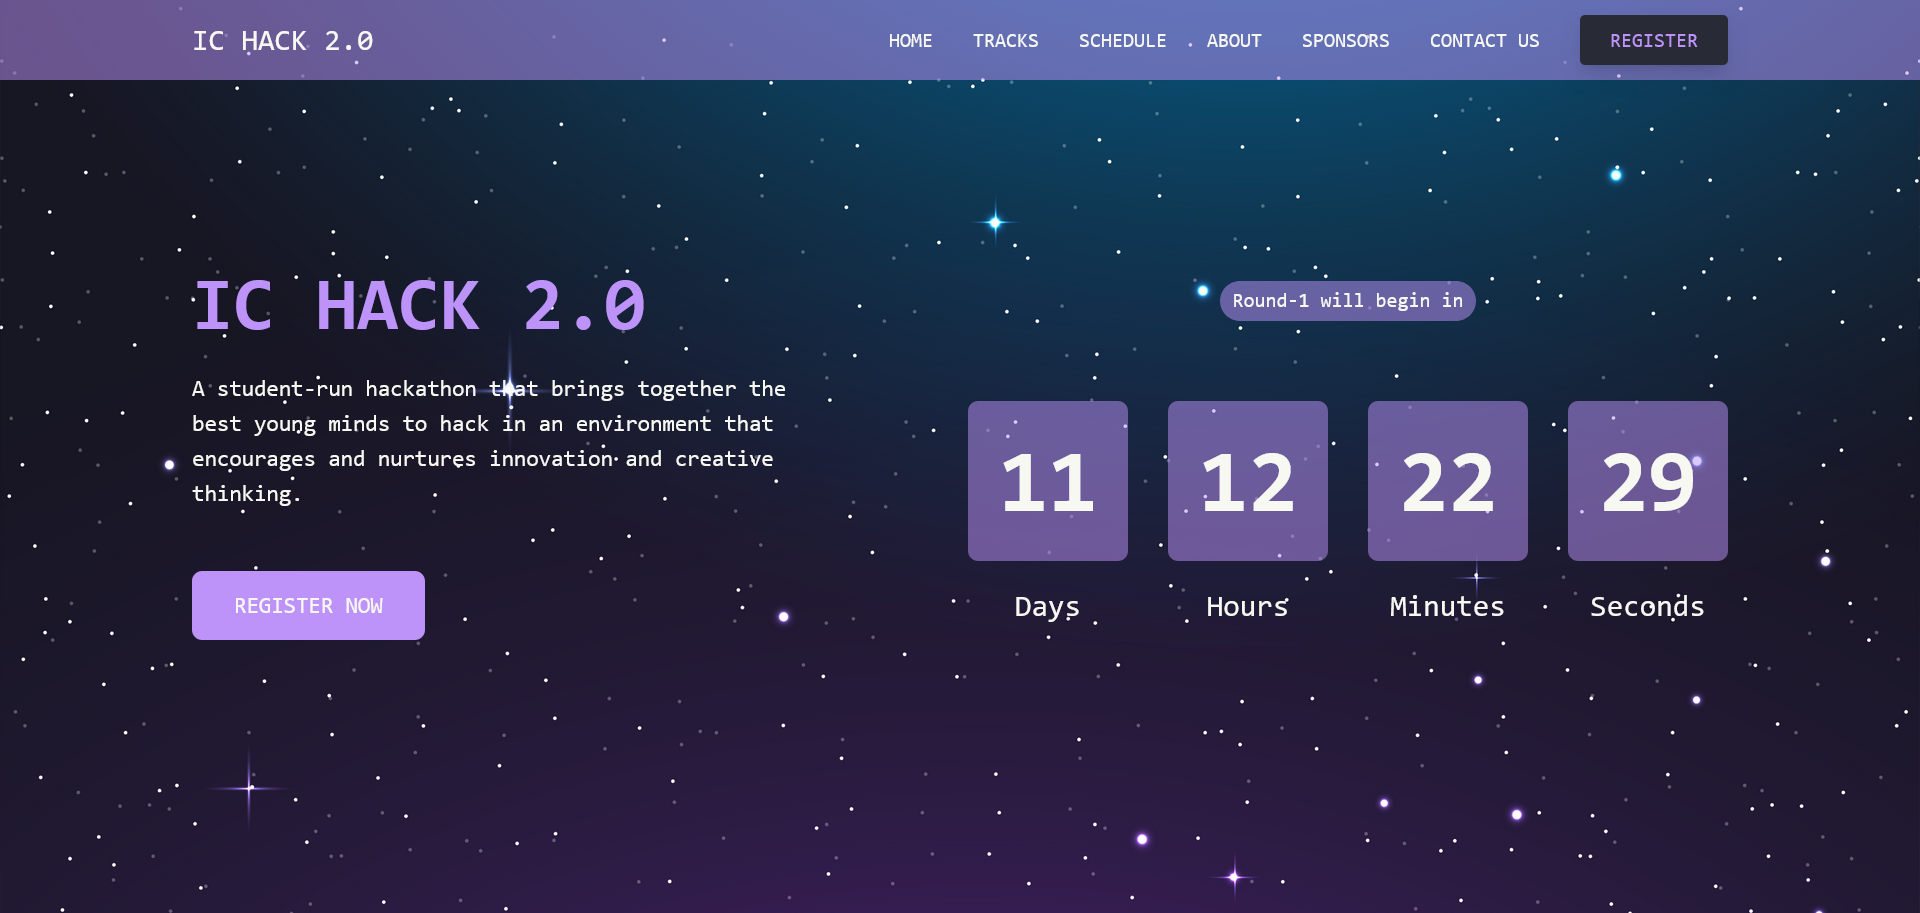 IC HACK 2.0
HOME TRACKS SCHEDULE ABOUT SPONSORS CONTACT US REGISTER
IC HACK 2.0
A student-run hackathon that brings together the
best young minds to hack in an environment that
encourages and nurtures innovation and creative
thinking.
REGISTER NOW
Round-1 will begin in
11 12 22 29
Days Hours Minutes Seconds